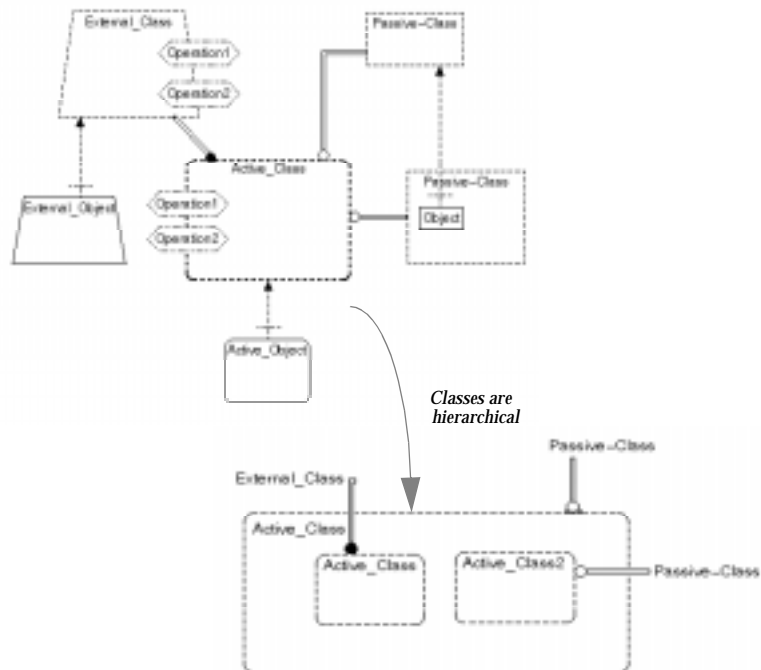 External_Class
Passive-Class
Operation1
Operation2
Active_Class
Passive-Class
Operation1
External_Object
Object
Operation2
Active_Object
Classes are
hierarchical
Passive-Class
External_Class
Active_Class
Active_Class
Active_Class2
Passive-Class